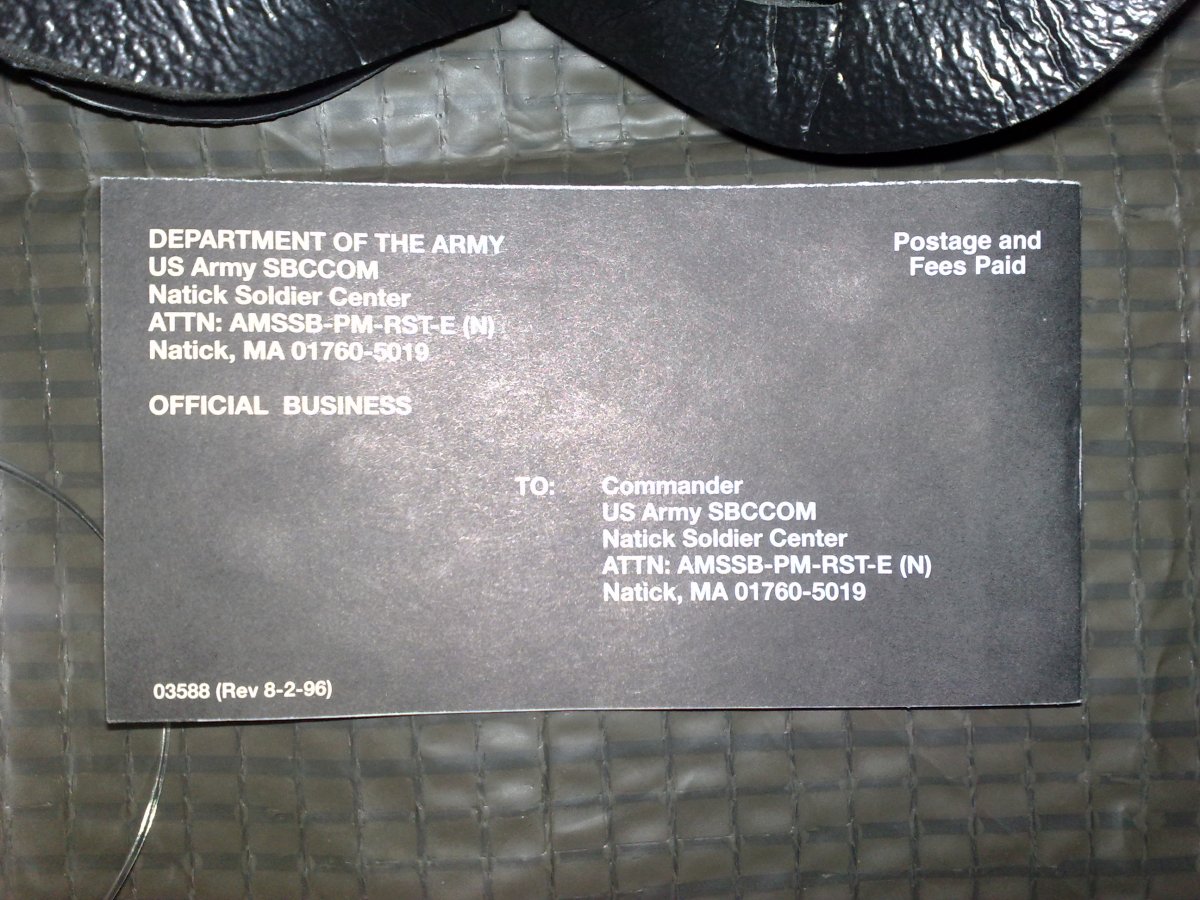 DEPARTMENT OF THE ARMY
US Army SBCCOM
Natick Soldier Center
ATTN: AMSSB-PM-RST-E (N)
Natick, MA 01760-5019
OFFICIAL BUSINESS
Postage and
Fees Paid
TO: Commander
US Army SBCCOM
Natick Soldier Center
ATTN: AMSSB-PM-RST-E (N)
Natick, MA 01760-5019
03588 (Rev 8-2-96)